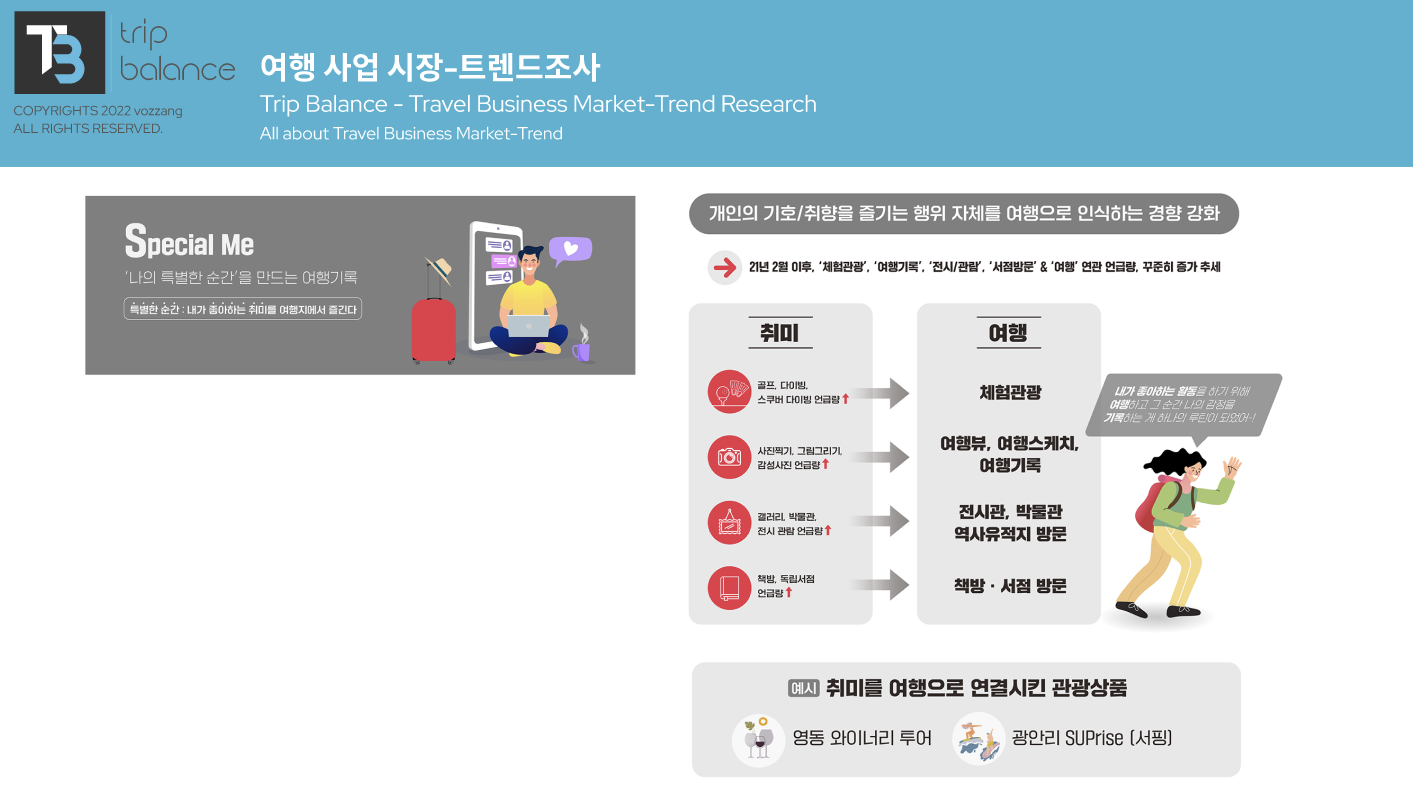 TB
trip
balance
COPYRIGHTS 2022 vozzang
ALL RIGHTS RESERVED.
여행 사업 시장-트렌드조사
Trip Balance - Travel Business Market-Trend Research
All about Travel Business Market-Trend
Special Me
'나의 특별한 순간'을 만드는 여행기록
특별한 순간 : 내가 좋아하는 취미를 여행지에서 즐긴다
개인의 기호/취향을 즐기는 행위 자체를 여행으로 인식하는 경향 강화
21년 2월 이후, '체험관광', '여행기록', '전시/관람', '서점방문' & '여행' 연관 언급량, 꾸준히 증가 추세
취미
골프, 다이빙,
스쿠버 다이빙 언급량
사진찍기, 그림그리기,
감성사진 언급량
갤러리, 박물관,
전시 관람 언급량
책방, 독립서점
언급량
여행
체험관광
여행뷰, 여행스케치,
여행기록
전시관, 박물관
역사유적지 방문
책방 · 서점 방문
내가 좋아하는 활동을 하기 위해
여행하고 그 순간 나의 감정을
기록하는 게 하나의 루틴이 되었어~!
예시 취미를 여행으로 연결시킨 관광상품
영동 와이너리 투어
광안리 SUPrise (서핑)